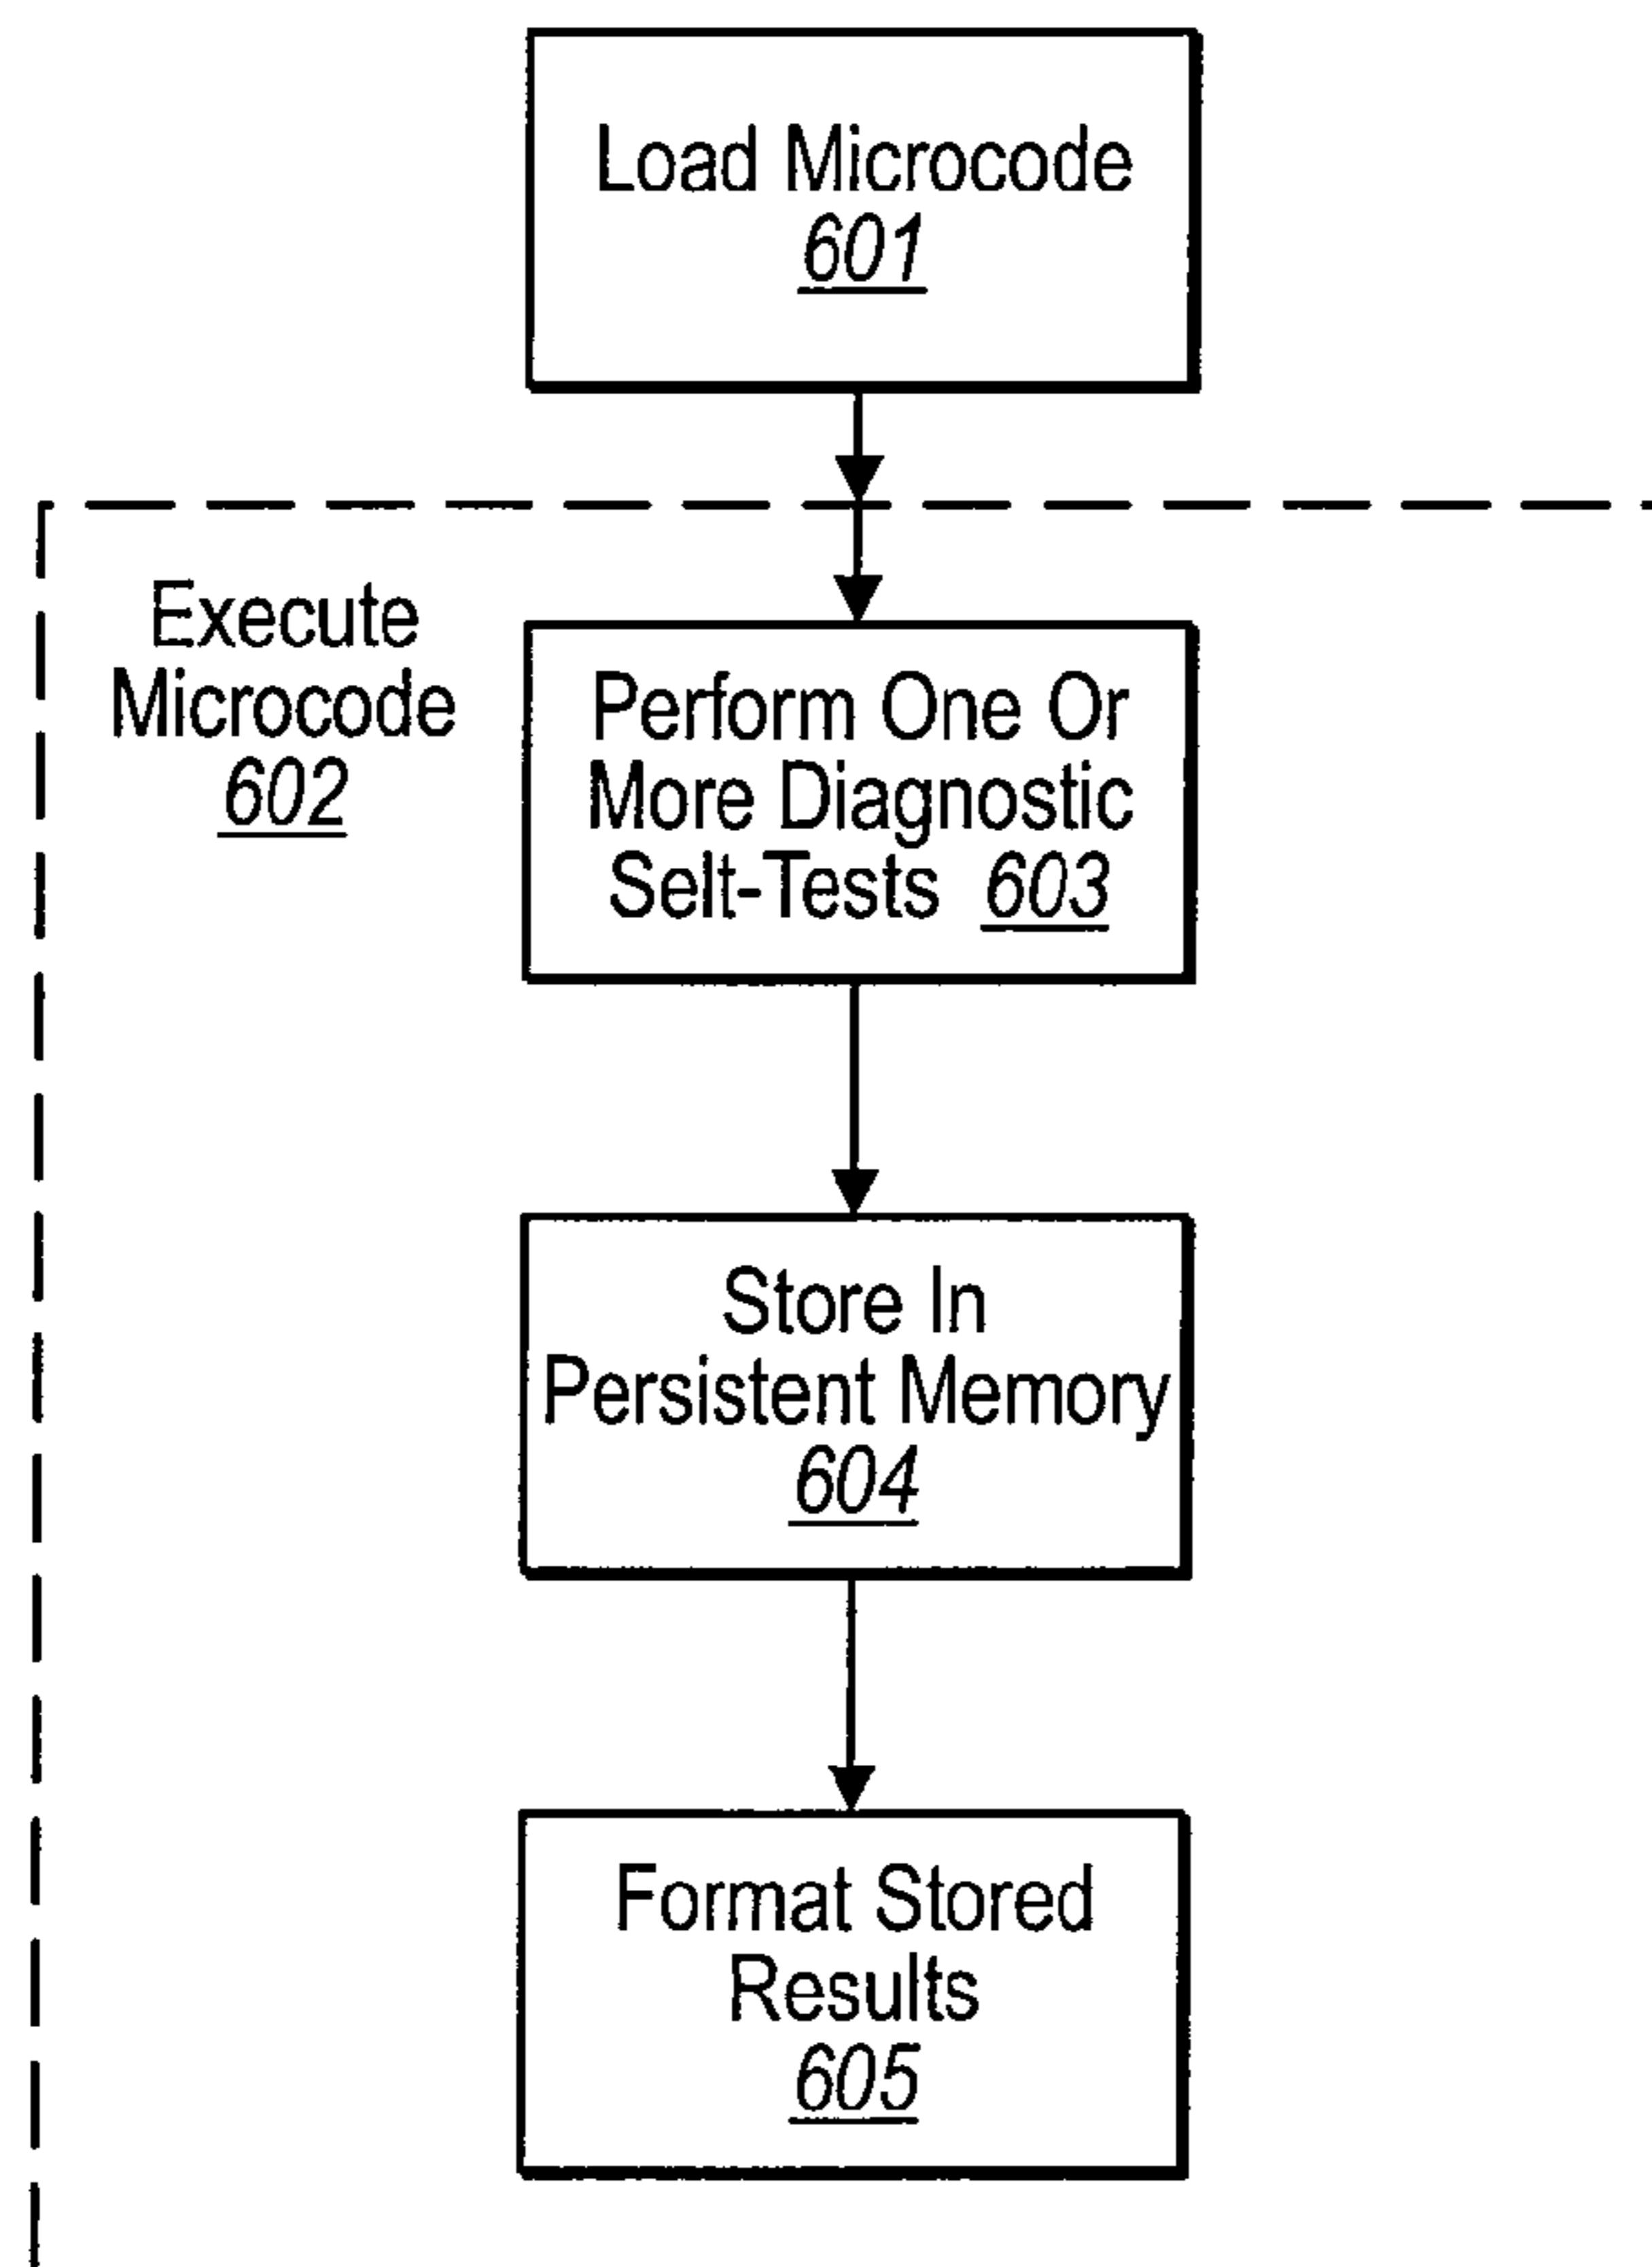 Load Microcode
601
Execute
Microcode
602
Perform One Or
More Diagnostic
Selt-Tests 603
Store In
Persistent Memory
604
Format Stored
Results
605